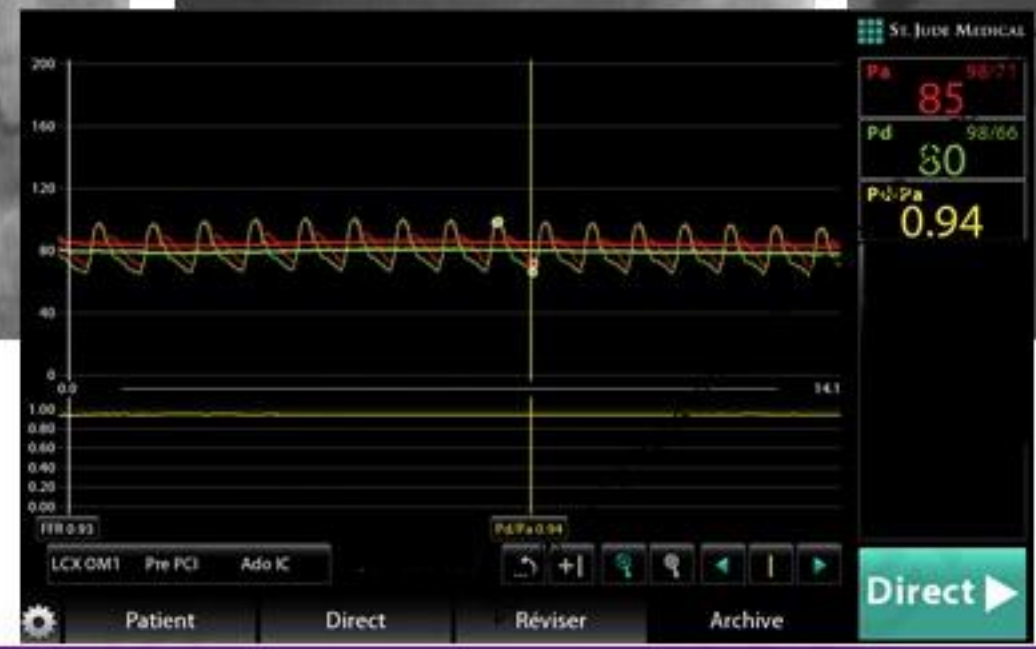 ST. JUDE MEDICAL
Pa 98/71
85
Pd 98/66
80
Pd/Pa
0.94
200
160
120
80
40
0
0.0 14.1
1.00
0.80
0.60
0.40
0.20
0.00
FFR 0.93 Pd/Pa 0.94
LCX OM1 Pre PCI Ado IC
Direct
Patient Direct Réviser Archive